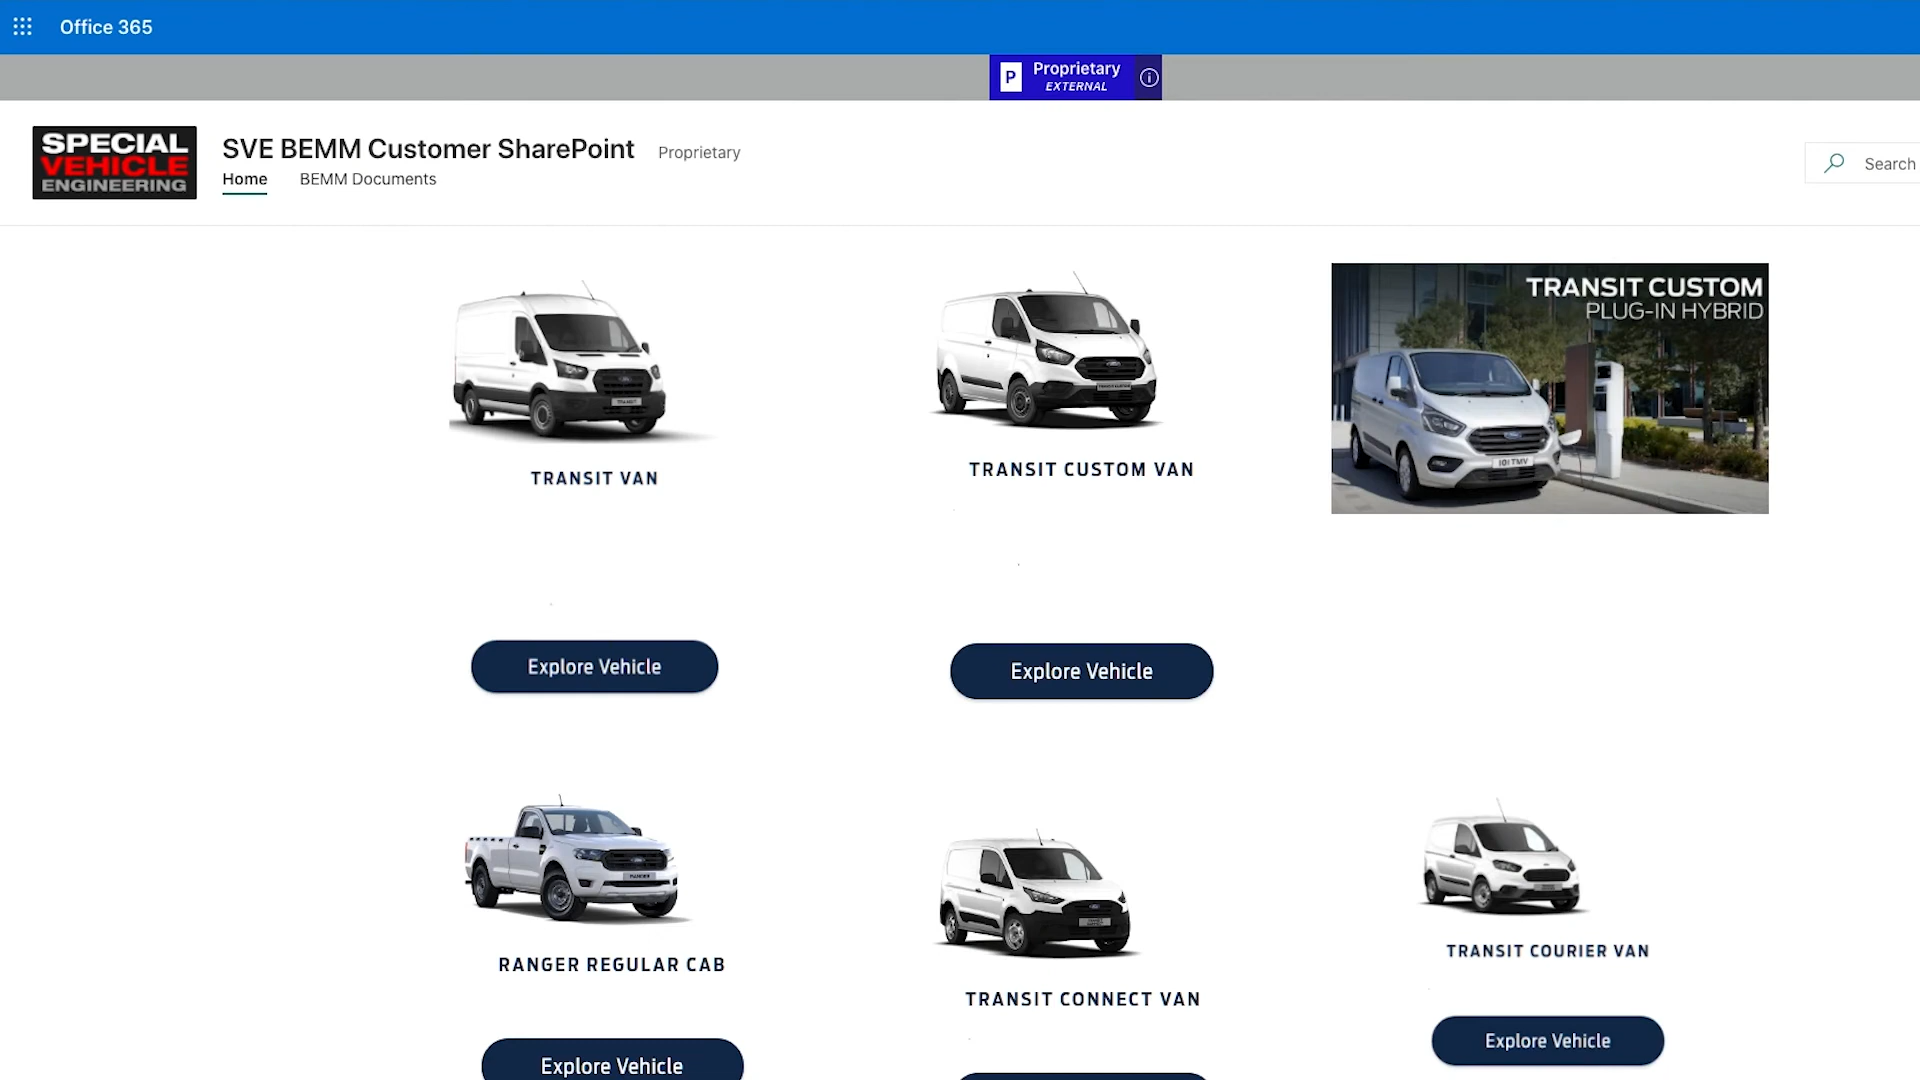 Office 365
P Proprietary
EXTERNAL
SPECIAL
VEHICLE
ENGINEERING
SVE BEMM Customer SharePoint Proprietary
Home BEMM Documents
Search
TRANSIT CUSTOM
PLUG-IN HYBRID
101 TMV
TRANSIT VAN
TRANSIT CUSTOM VAN
Explore Vehicle
Explore Vehicle
RANGER REGULAR CAB
TRANSIT CONNECT VAN
TRANSIT COURIER VAN
Explore Vehicle
Explore Vehicle